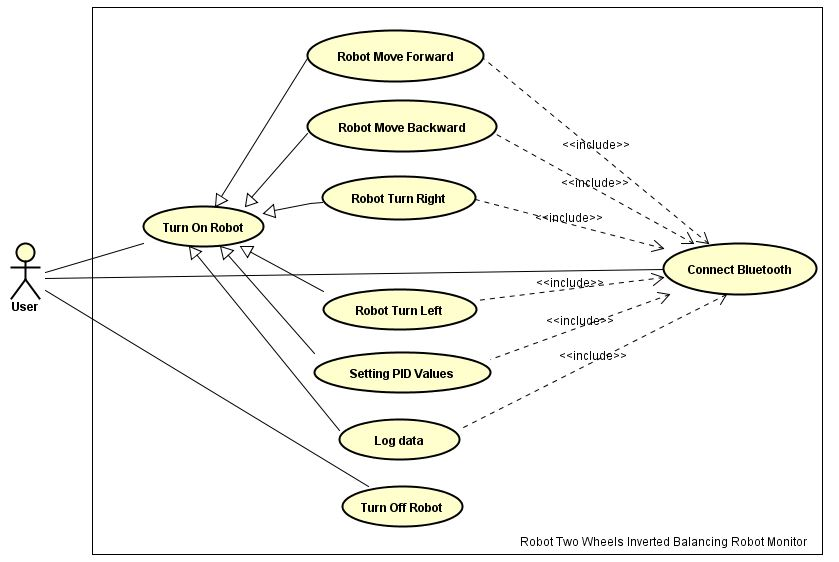 Robot Move Forward
Robot Move Backward
<<include>>
<<include>>
Robot Turn Right
<<include>>
Turn On Robot
Connect Bluetooth
User
<<include>>
Robot Turn Left
<<include>>
<<include>>
Setting PID Values
Log data
Turn Off Robot
Robot Two Wheels Inverted Balancing Robot Monitor